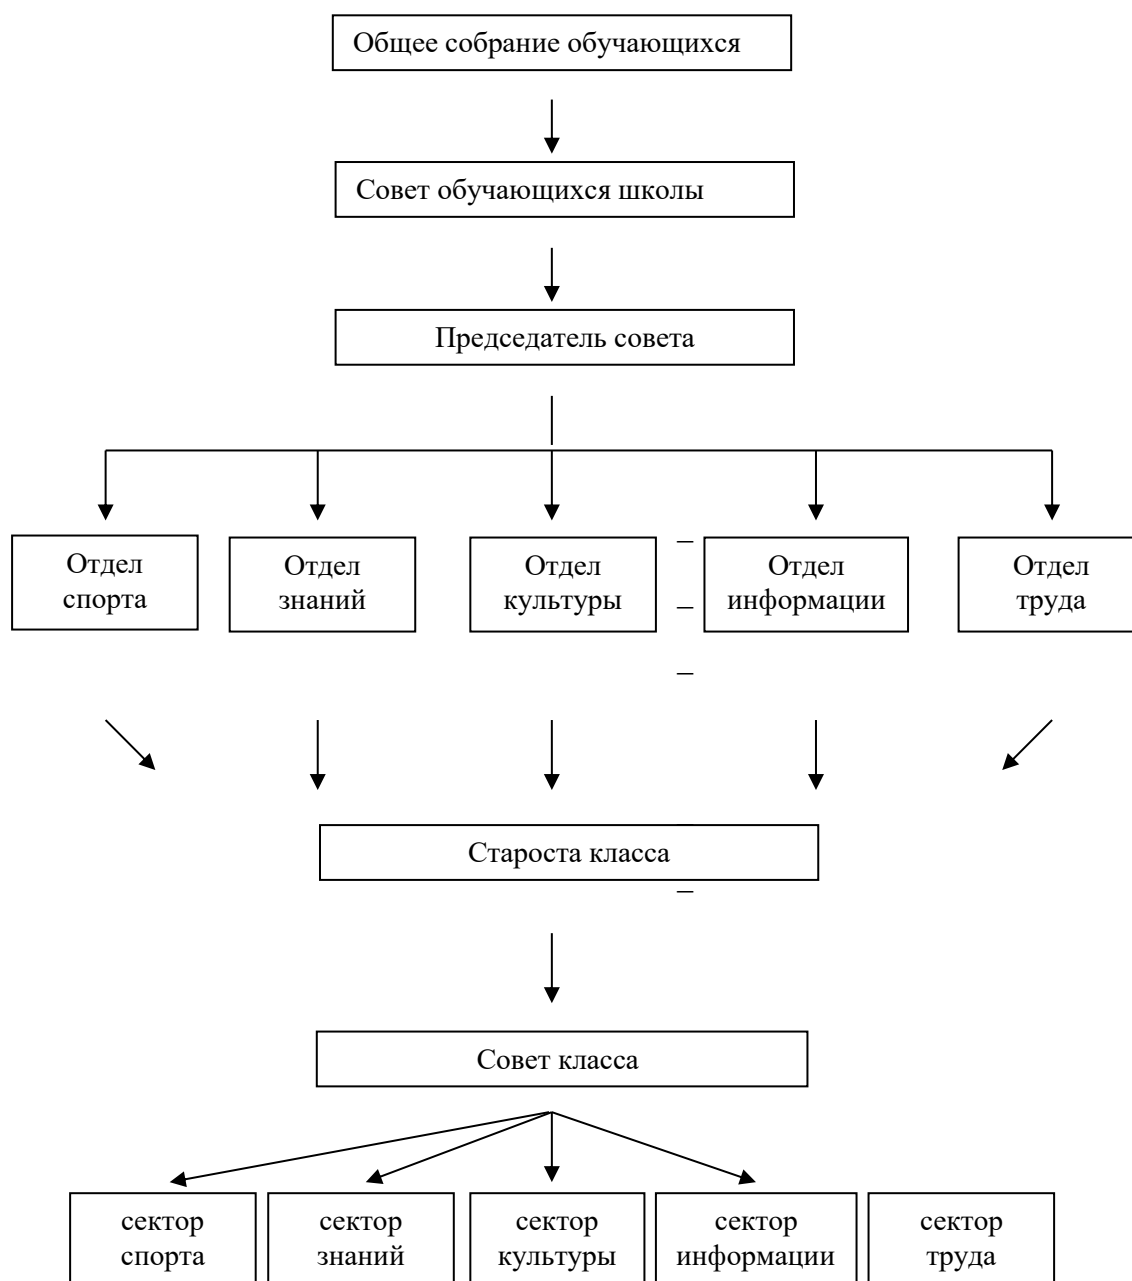 Общее собрание обучающихся
Совет обучающихся школы
Председатель совета
Отдел
спорта
Отдел
знаний
Отдел
культуры
Отдел
информации
Отдел
труда
–
–
–
Староста класса
–
Совет класса
сектор
спорта
сектор
знаний
сектор
культуры
сектор
информации
сектор
труда